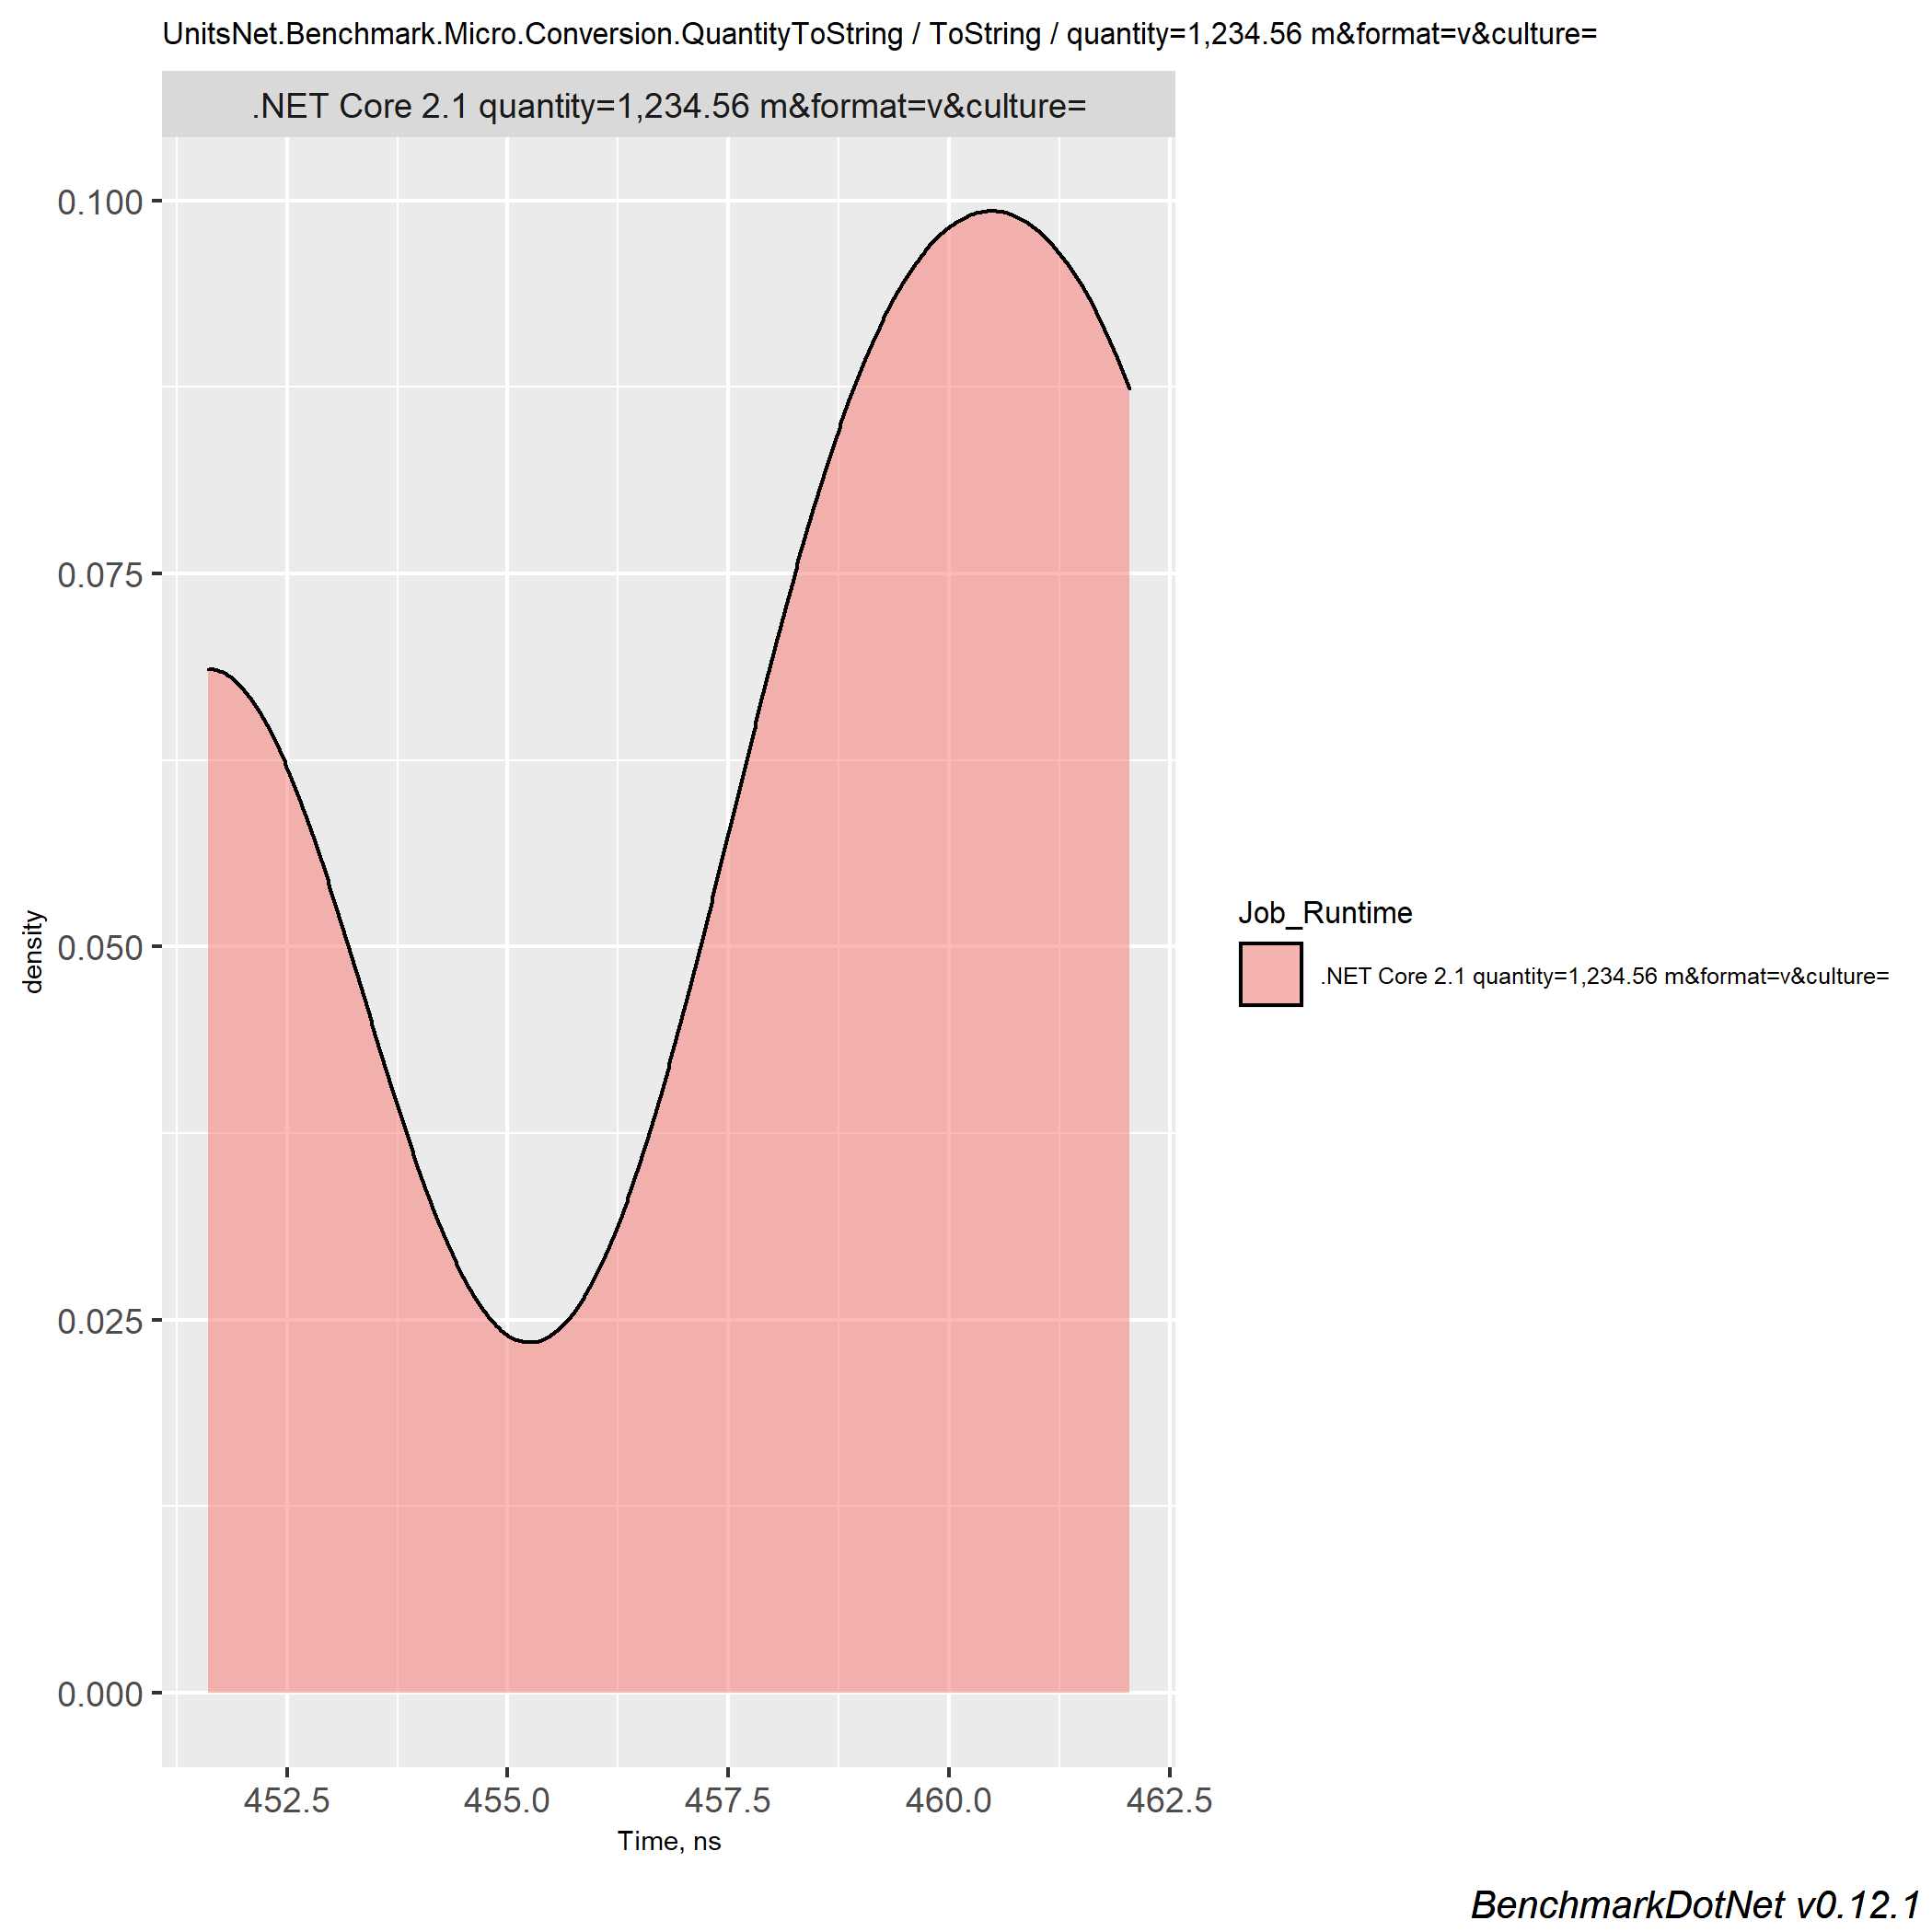 UnitsNet.Benchmark.Micro.Conversion.QuantityToString / ToString / quantity=1,234.56 m&format=v&culture=
.NET Core 2.1 quantity=1,234.56 m&format=v&culture=
0.100
0.075
0.050
0.025
0.000
density
452.5 455.0 457.5 460.0 462.5
Time, ns
Job_Runtime
.NET Core 2.1 quantity=1,234.56 m&format=v&culture=
BenchmarkDotNet v0.12.1